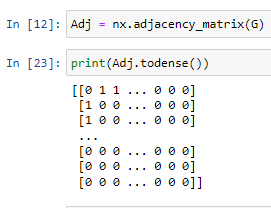 In [12]: Adj = nx.adjacency_matrix(G)
In [23]: print(Adj.todense())
[[0 1 1 ... 0 0 0]
[1 0 0 ... 0 0 0]
[1 0 0 ... 0 0 0]
...
[0 0 0 ... 0 0 0]
[0 0 0 ... 0 0 0]
[0 0 0 ... 0 0 0]]